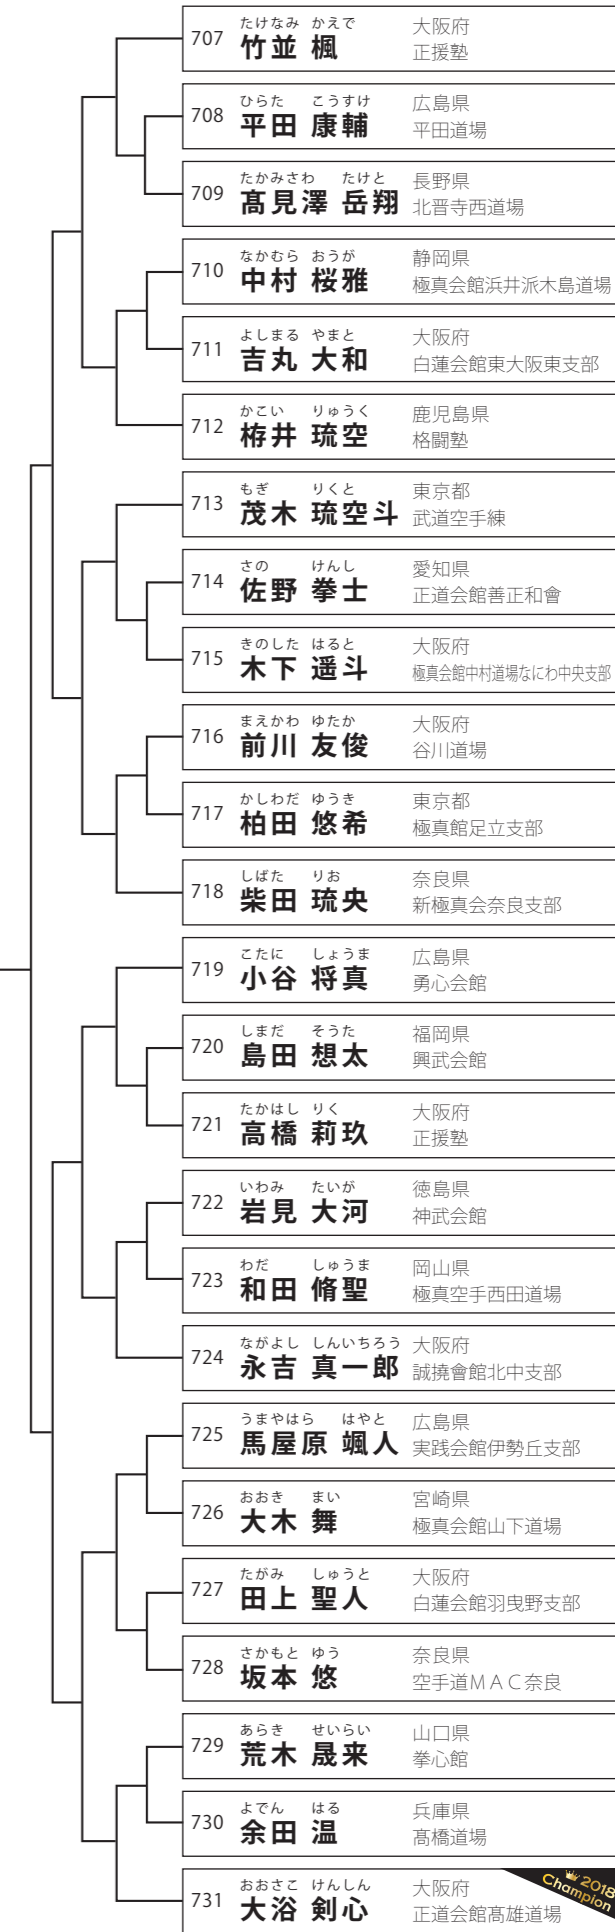 たけなみ かえで 大阪府
707 竹並 楓 正援塾
ひらた こうすけ 広島県
708 平田 康輔 平田道場
たかみさわ たけと 長野県
709 髙見澤 岳翔 北晋寺西道場
なかむら おうが 静岡県
710 中村 桜雅 極真会館浜井派木島道場
よしまる やまと 大阪府
711 吉丸 大和 白蓮会館東大阪東支部
かこい りゅうく 鹿児島県
712 栫井 琉空 格闘塾
もぎ りくと 東京都
713 茂木 琉空斗 武道空手練
さの けんし 愛知県
714 佐野 拳士 正道会館善正和會
きのした はると 大阪府
715 木下 遥斗 極真会館中村道場なにわ中央支部
まえかわ ゆたか 大阪府
716 前川 友俊 谷川道場
かしわだ ゆうき 東京都
717 柏田 悠希 極真館足立支部
しばた りお 奈良県
718 柴田 琉央 新極真会奈良支部
こたに しょうま 広島県
719 小谷 将真 勇心会館
しまだ そうた 福岡県
720 島田 想太 興武会館
たかはし りく 大阪府
721 高橋 莉玖 正援塾
いわみ たいが 徳島県
722 岩見 大河 神武会館
わだ しゅうま 岡山県
723 和田 脩聖 極真空手西田道場
ながよし しんいちろう 大阪府
724 永吉 真一郎 誠撓會館北中支部
うまやはら はやと 広島県
725 馬屋原 颯人 実践会館伊勢丘支部
おおき まい 宮崎県
726 大木 舞 極真会館山下道場
たがみ しゅうと 大阪府
727 田上 聖人 白蓮会館羽曳野支部
さかもと ゆう 奈良県
728 坂本 悠 空手道ＭＡＣ奈良
あらき せいらい 山口県
729 荒木 晟来 拳心館
よでん はる 兵庫県
730 余田 温 髙橋道場
おおさこ けんしん 大阪府
731 大浴 剣心 正道会館髙雄道場
2018
Champion